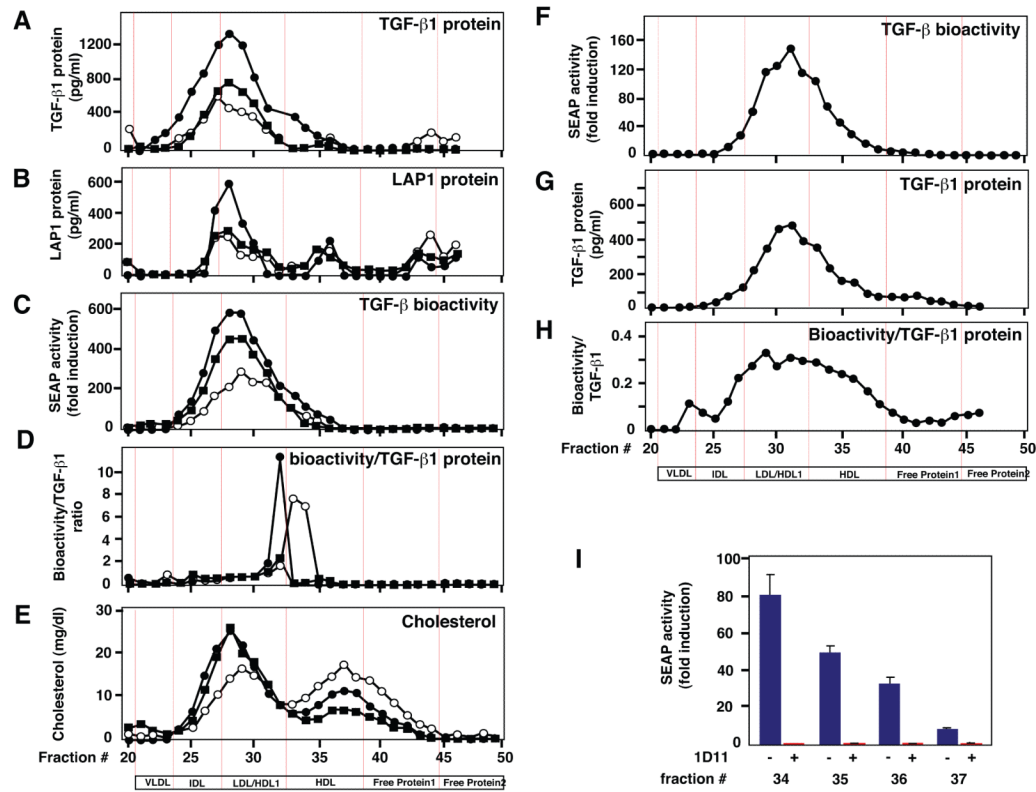 A
TGF-β1 protein
TGF-β1 protein
(pg/ml)
1200
800
400
0
B
LAP1 protein
LAP1 protein
(pg/ml)
600
400
200
0
C
TGF-β bioactivity
SEAP activity
(fold induction)
600
400
200
0
D
bioactivity/TGF-β1 protein
Bioactivity/TGF-β1
ratio
10
8
6
4
2
0
E
Cholesterol
Cholesterol (mg/dl)
30
20
10
0
Fraction #
20 25 30 35 40 45 50
VLDL IDL LDL/HDL1 HDL Free Protein1 Free Protein2
F
TGF-β bioactivity
SEAP activity
(fold induction)
160
120
80
40
0
G
TGF-β1 protein
TGF-β1 protein
(pg/ml)
600
400
200
0
H
Bioactivity/TGF-β1 protein
Bioactivity/
TGF-β1
0.4
0.2
0
Fraction #
20 25 30 35 40 45 50
VLDL IDL LDL/HDL1 HDL Free Protein1 Free Protein2
I
SEAP activity
(fold induction)
100
80
60
40
20
0
1D11 - + - + - + - +
fraction # 34 35 36 37